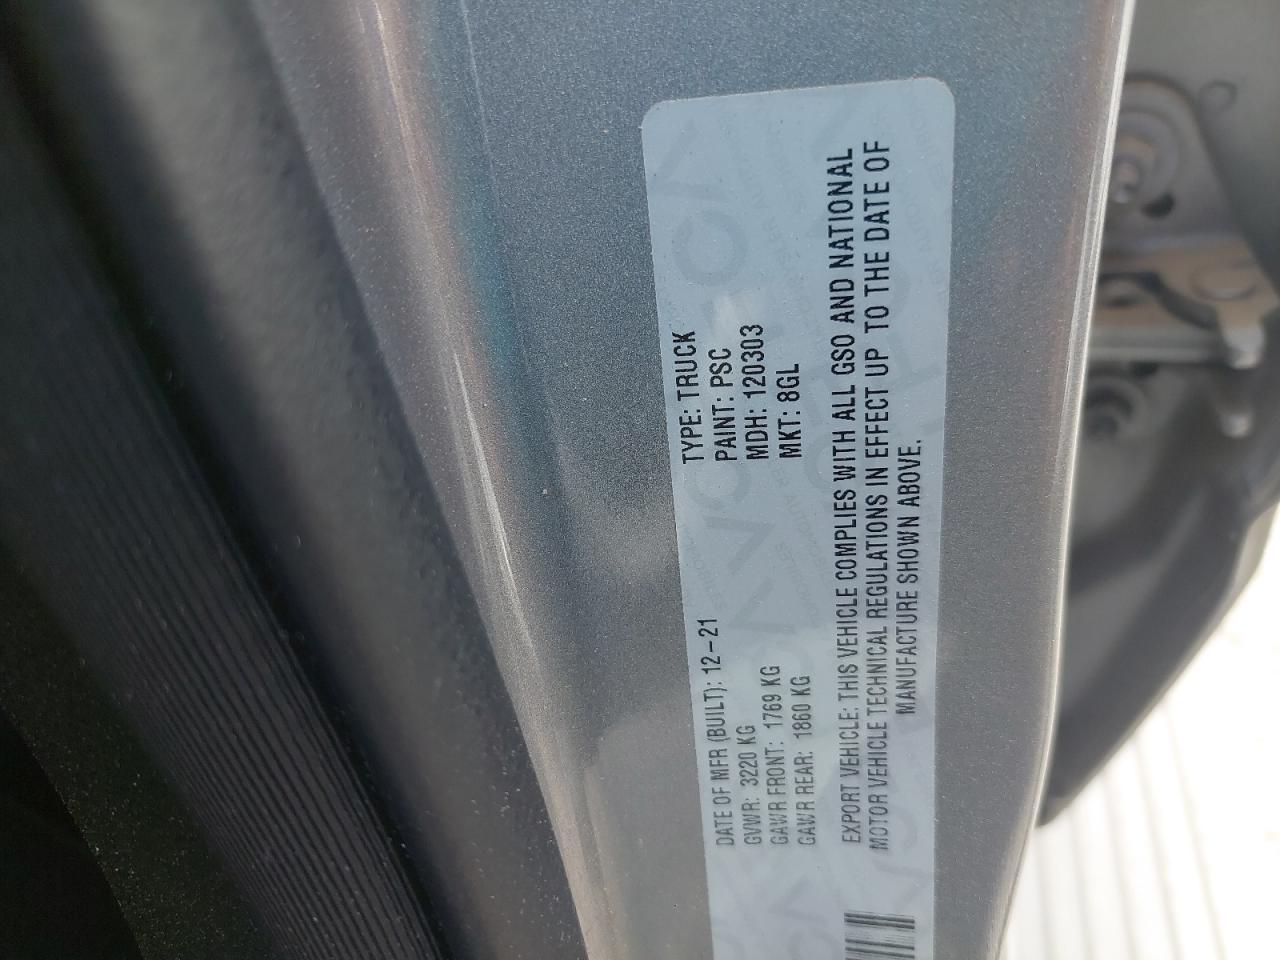 DATE OF MFR (BUILT): 12-21
GVWR: 3220 KG
GAWR FRONT: 1769 KG
GAWR REAR: 1860 KG
TYPE: TRUCK
PAINT: PSC
MDH: 120303
MKT: 8GL
EXPORT VEHICLE: THIS VEHICLE COMPLIES WITH ALL GSO AND NATIONAL
MOTOR VEHICLE TECHNICAL REGULATIONS IN EFFECT UP TO THE DATE OF
MANUFACTURE SHOWN ABOVE.